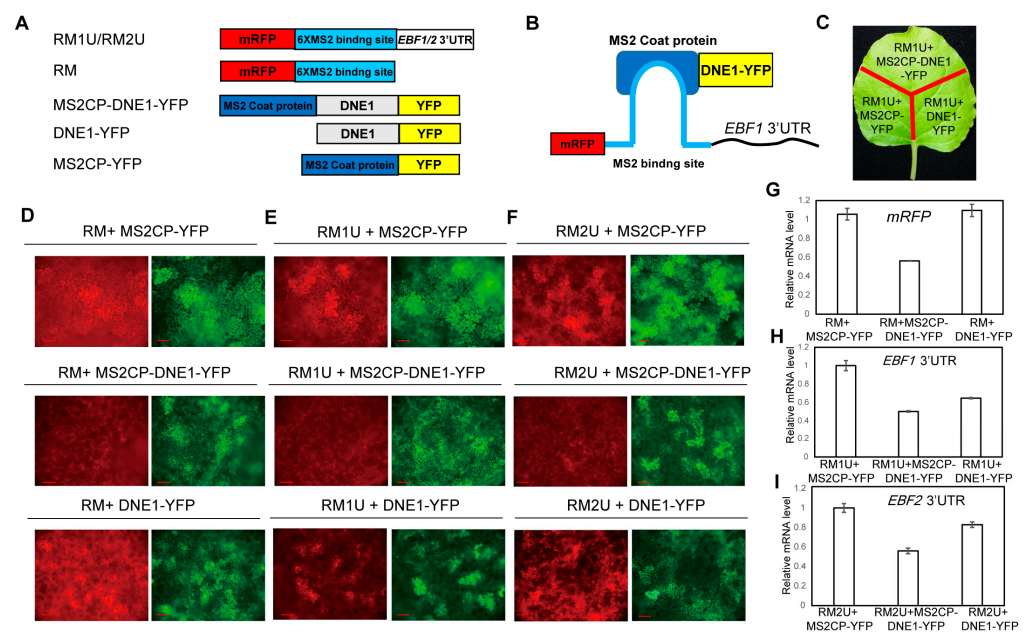 A
RM1U/RM2U
mRFP
6XMS2 bindng site
EBF1/2 3'UTR
RM
mRFP
6XMS2 bindng site
MS2CP-DNE1-YFP
MS2 Coat protein
DNE1
YFP
DNE1-YFP
DNE1
YFP
MS2CP-YFP
MS2 Coat protein
YFP
B
MS2 Coat protein
DNE1-YFP
EBF1 3'UTR
mRFP
MS2 bindng site
C
RM1U+
MS2CP-DNE1
-YFP
RM1U+
MS2CP-
YFP
RM1U+
DNE1-
YFP
D
RM+ MS2CP-YFP
RM+ MS2CP-DNE1-YFP
RM+ DNE1-YFP
E
RM1U + MS2CP-YFP
RM1U + MS2CP-DNE1-YFP
RM1U + DNE1-YFP
F
RM2U + MS2CP-YFP
RM2U + MS2CP-DNE1-YFP
RM2U + DNE1-YFP
G
mRFP
Relative mRNA level
1.2
1
0.8
0.6
0.4
0.2
0
RM+
MS2CP-YFP
RM+MS2CP-
DNE1-YFP
RM+
DNE1-YFP
H
EBF1 3'UTR
Relative mRNA level
1.2
1
0.8
0.6
0.4
0.2
0
RM1U+
MS2CP-YFP
RM1U+MS2CP-
DNE1-YFP
RM1U+
DNE1-YFP
I
EBF2 3'UTR
Relative mRNA level
1.2
1
0.8
0.6
0.4
0.2
0
RM2U+
MS2CP-YFP
RM2U+MS2CP-
DNE1-YFP
RM2U+
DNE1-YFP